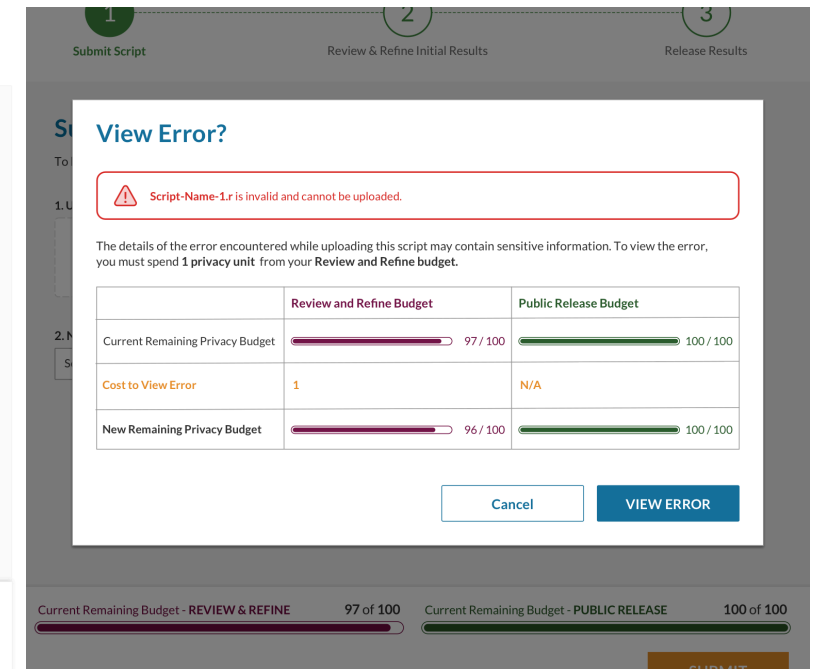 1
2
3
Submit Script
Review & Refine Initial Results
Release Results
View Error?
Script-Name-1.r is invalid and cannot be uploaded.
The details of the error encountered while uploading this script may contain sensitive information. To view the error,
you must spend 1 privacy unit from your Review and Refine budget.
Review and Refine Budget
Public Release Budget
Current Remaining Privacy Budget
97 / 100
100 / 100
Cost to View Error
1
N/A
New Remaining Privacy Budget
96 / 100
100 / 100
Cancel
VIEW ERROR
Current Remaining Budget - REVIEW & REFINE
97 of 100
Current Remaining Budget - PUBLIC RELEASE
100 of 100
SUBMIT